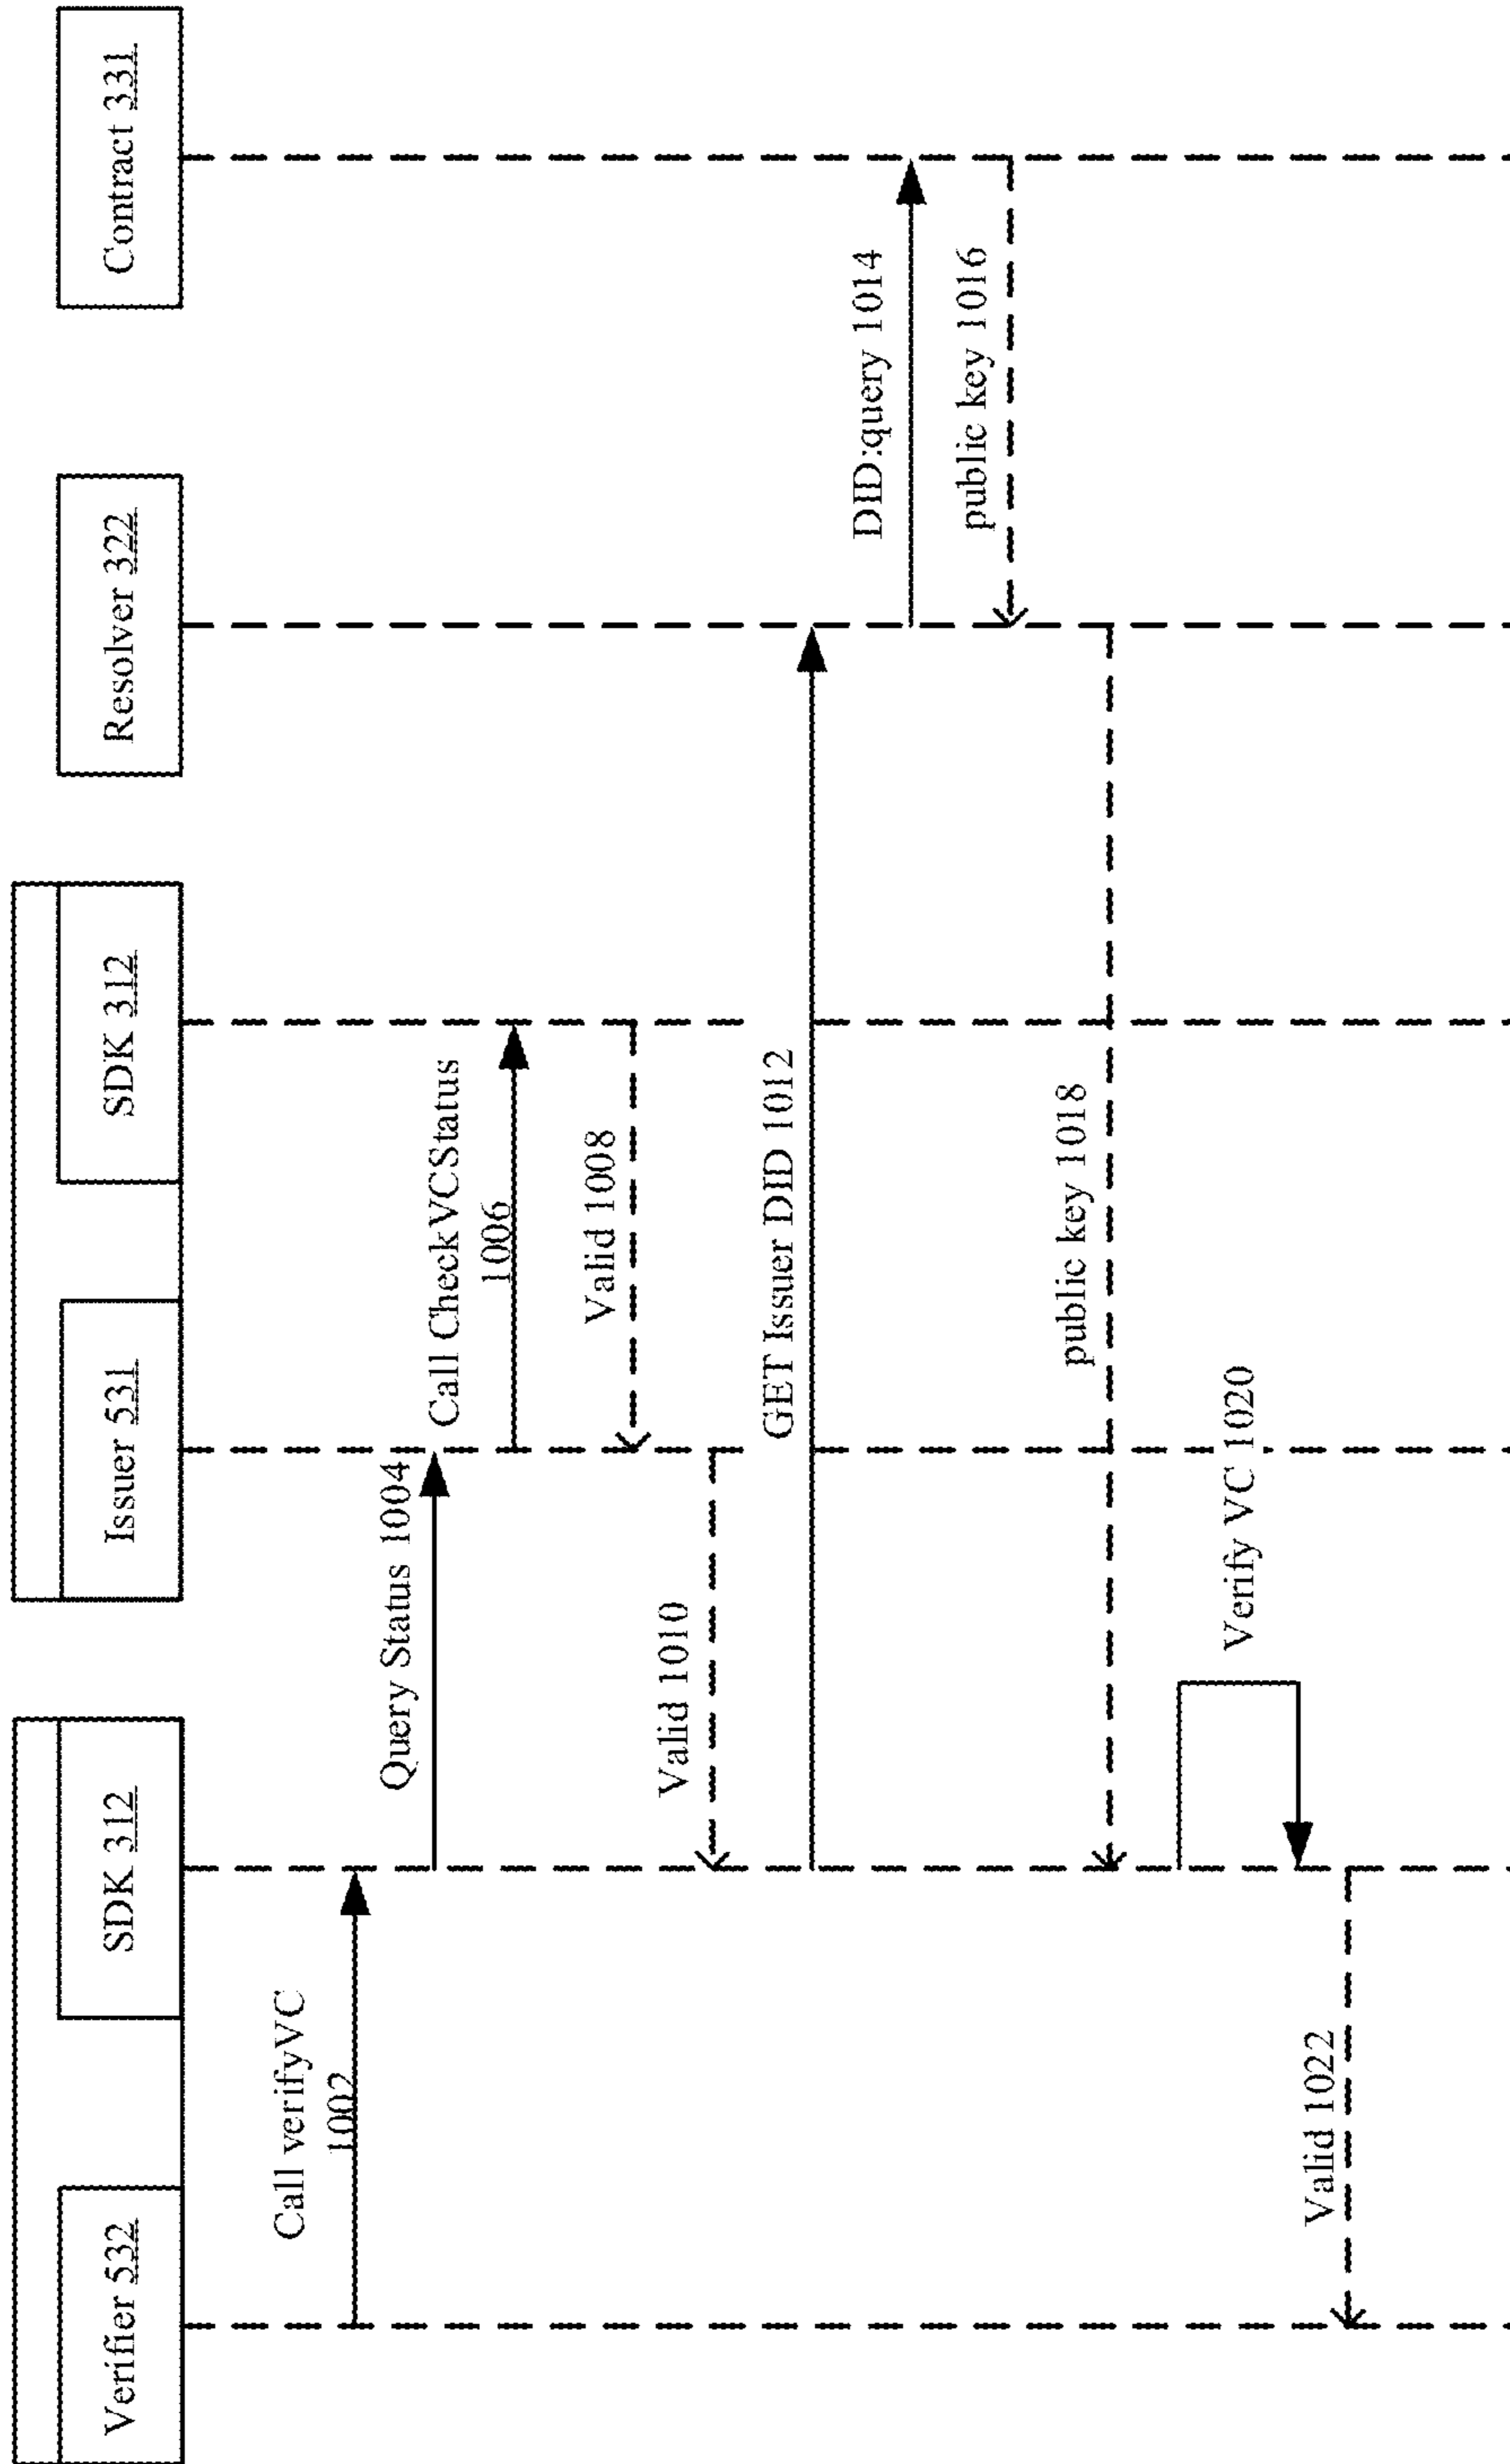 Verifier 532
SDK 312
Issuer 531
SDK 312
Resolver 322
Contract 331
Call verifyVC
1002
Query Status 1004
Call CheckVCStatus
1006
Valid 1008
Valid 1010
GET Issuer DID 1012
DID:query 1014
public key 1016
public key 1018
Verify VC 1020
Valid 1022